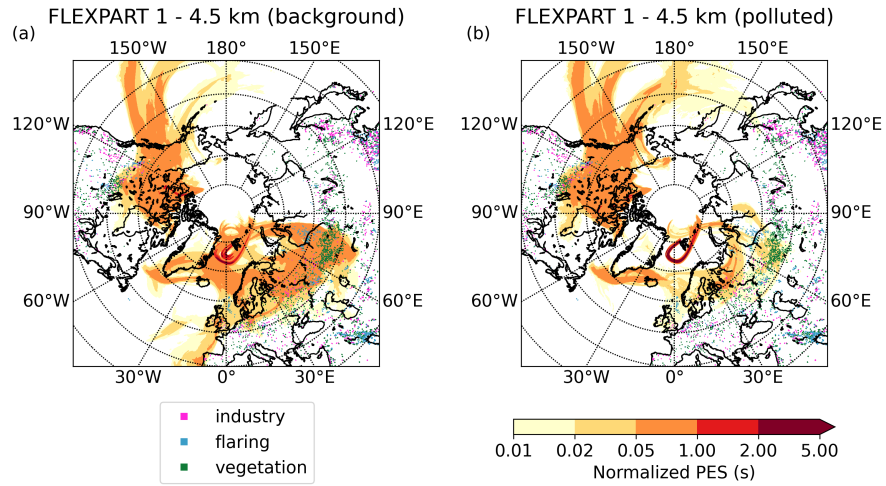 FLEXPART 1 - 4.5 km (background)
(a)
150°W 180° 150°E
120°W 120°E
90°W 90°E
60°W 60°E
30°W 0° 30°E
industry
flaring
vegetation
FLEXPART 1 - 4.5 km (polluted)
(b)
150°W 180° 150°E
120°W 120°E
90°W 90°E
60°W 60°E
30°W 0° 30°E
0.01 0.02 0.05 1.00 2.00 5.00
Normalized PES (s)